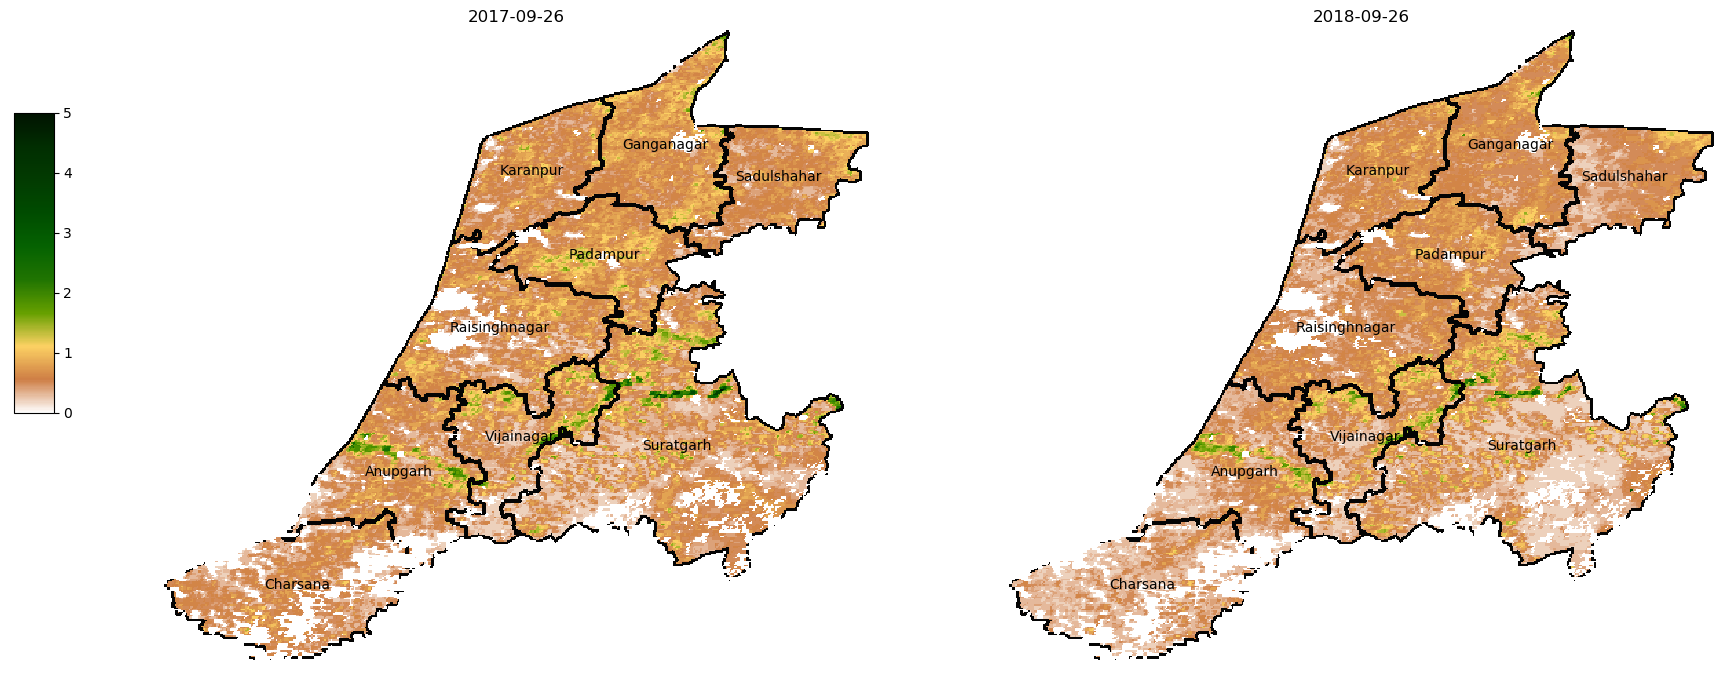 2017-09-26
2018-09-26
5
4
3
2
1
0
Ganganagar
Karanpur
Sadulshahar
Padampur
Raisinghnagar
Vijainagar
Suratgarh
Anupgarh
Charsana
Ganganagar
Karanpur
Sadulshahar
Padampur
Raisinghnagar
Vijainagar
Suratgarh
Anupgarh
Charsana